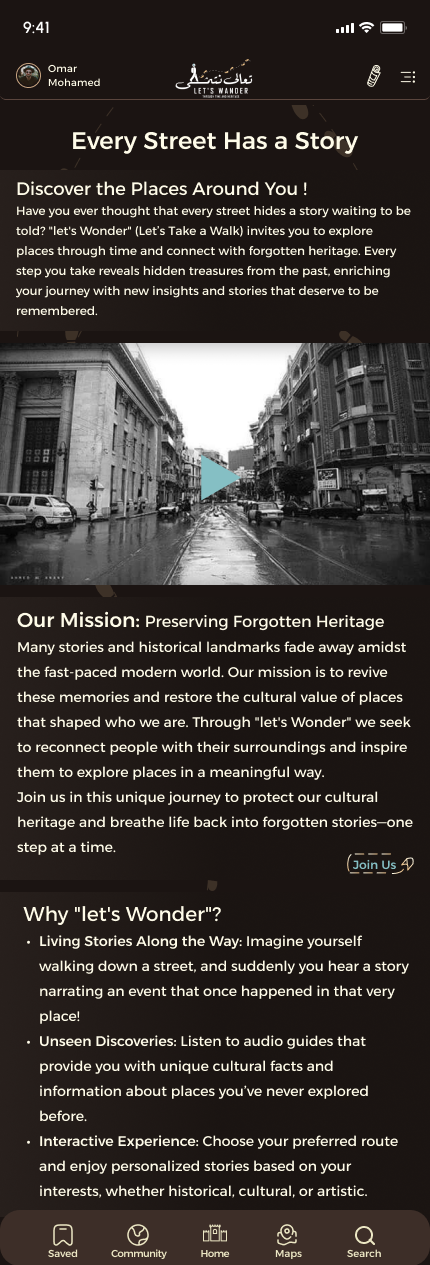 9:41
Omar
Mohamed
تعالى نتمشى
LET'S WANDER
THROUGH TIME AND HERITAGE
Every Street Has a Story
Discover the Places Around You !
Have you ever thought that every street hides a story waiting to be
told? "let's Wonder" (Let's Take a Walk) invites you to explore
places through time and connect with forgotten heritage. Every
step you take reveals hidden treasures from the past, enriching
your journey with new insights and stories that deserve to be
remembered.
Our Mission: Preserving Forgotten Heritage
Many stories and historical landmarks fade away amidst
the fast-paced modern world. Our mission is to revive
these memories and restore the cultural value of places
that shaped who we are. Through "let's Wonder" we seek
to reconnect people with their surroundings and inspire
them to explore places in a meaningful way.
Join us in this unique journey to protect our cultural
heritage and breathe life back into forgotten stories—one
step at a time.
Join Us
Why "let's Wonder"?
• Living Stories Along the Way: Imagine yourself
walking down a street, and suddenly you hear a story
narrating an event that once happened in that very
place!
• Unseen Discoveries: Listen to audio guides that
provide you with unique cultural facts and
information about places you've never explored
before.
• Interactive Experience: Choose your preferred route
and enjoy personalized stories based on your
interests, whether historical, cultural, or artistic.
Saved
Community
Home
Maps
Search